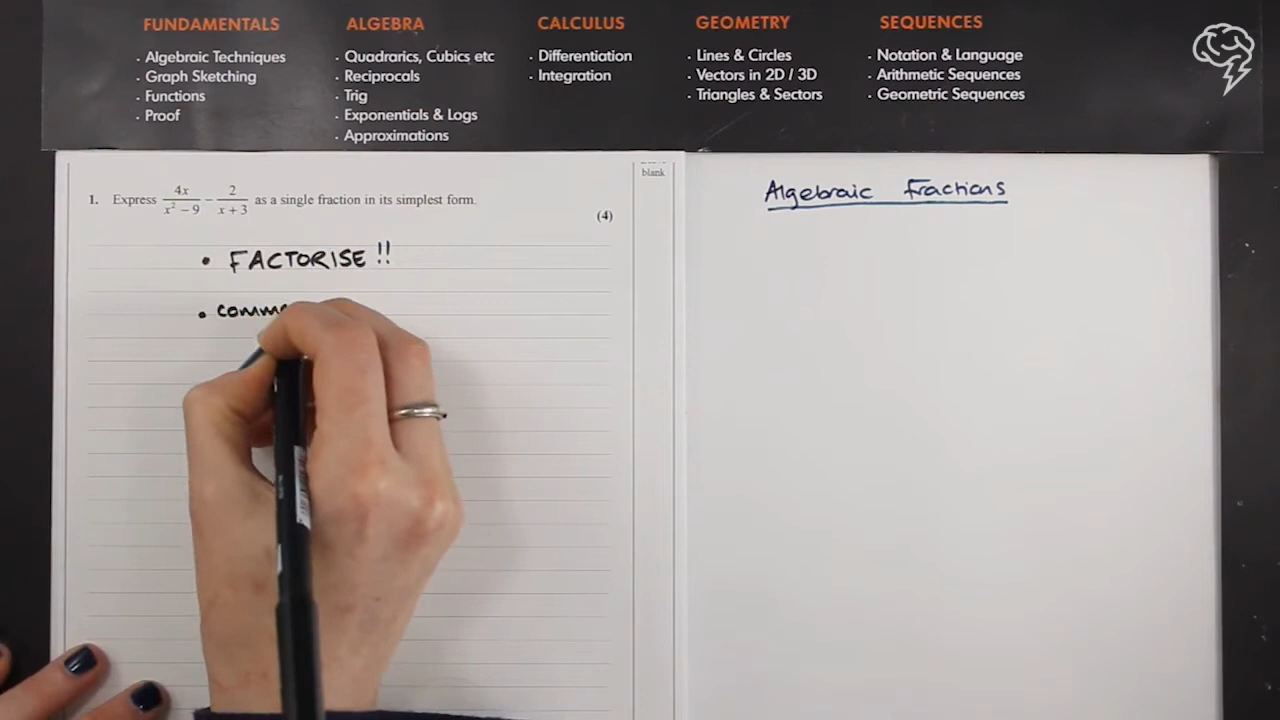 FUNDAMENTALS
· Algebraic Techniques
· Graph Sketching
· Functions
· Proof
ALGEBRA
· Quadrarics, Cubics etc
· Reciprocals
· Trig
· Exponentials & Logs
· Approximations
CALCULUS
· Differentiation
· Integration
GEOMETRY
· Lines & Circles
· Vectors in 2D / 3D
· Triangles & Sectors
SEQUENCES
· Notation & Language
· Arithmetic Sequences
· Geometric Sequences
blank
1. Express 4x/(x² – 9) – 2/(x + 3) as a single fraction in its simplest form.
(4)
• FACTORISE !!
• comm
Algebraic Fractions